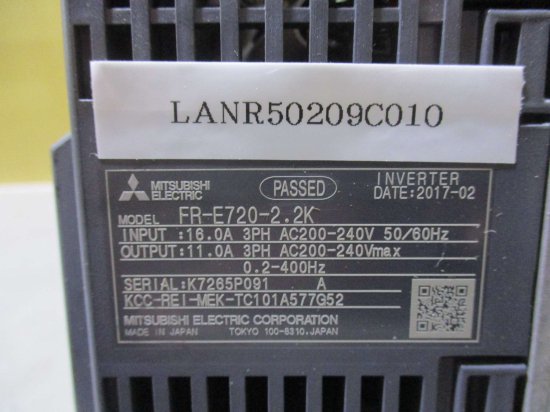 LANR50209C010
MITSUBISHI ELECTRIC PASSED INVERTER DATE:2017-02
MODEL FR-E720-2.2K
INPUT :16.0A 3PH AC200-240V 50/60Hz
OUTPUT:11.0A 3PH AC200-240Vmax
0.2-400Hz
SERIAL:K7265P091 A
KCC-REI-MEK-TC101A577G52
MITSUBISHI ELECTRIC CORPORATION
MADE IN JAPAN TOKYO 100-8310,JAPAN